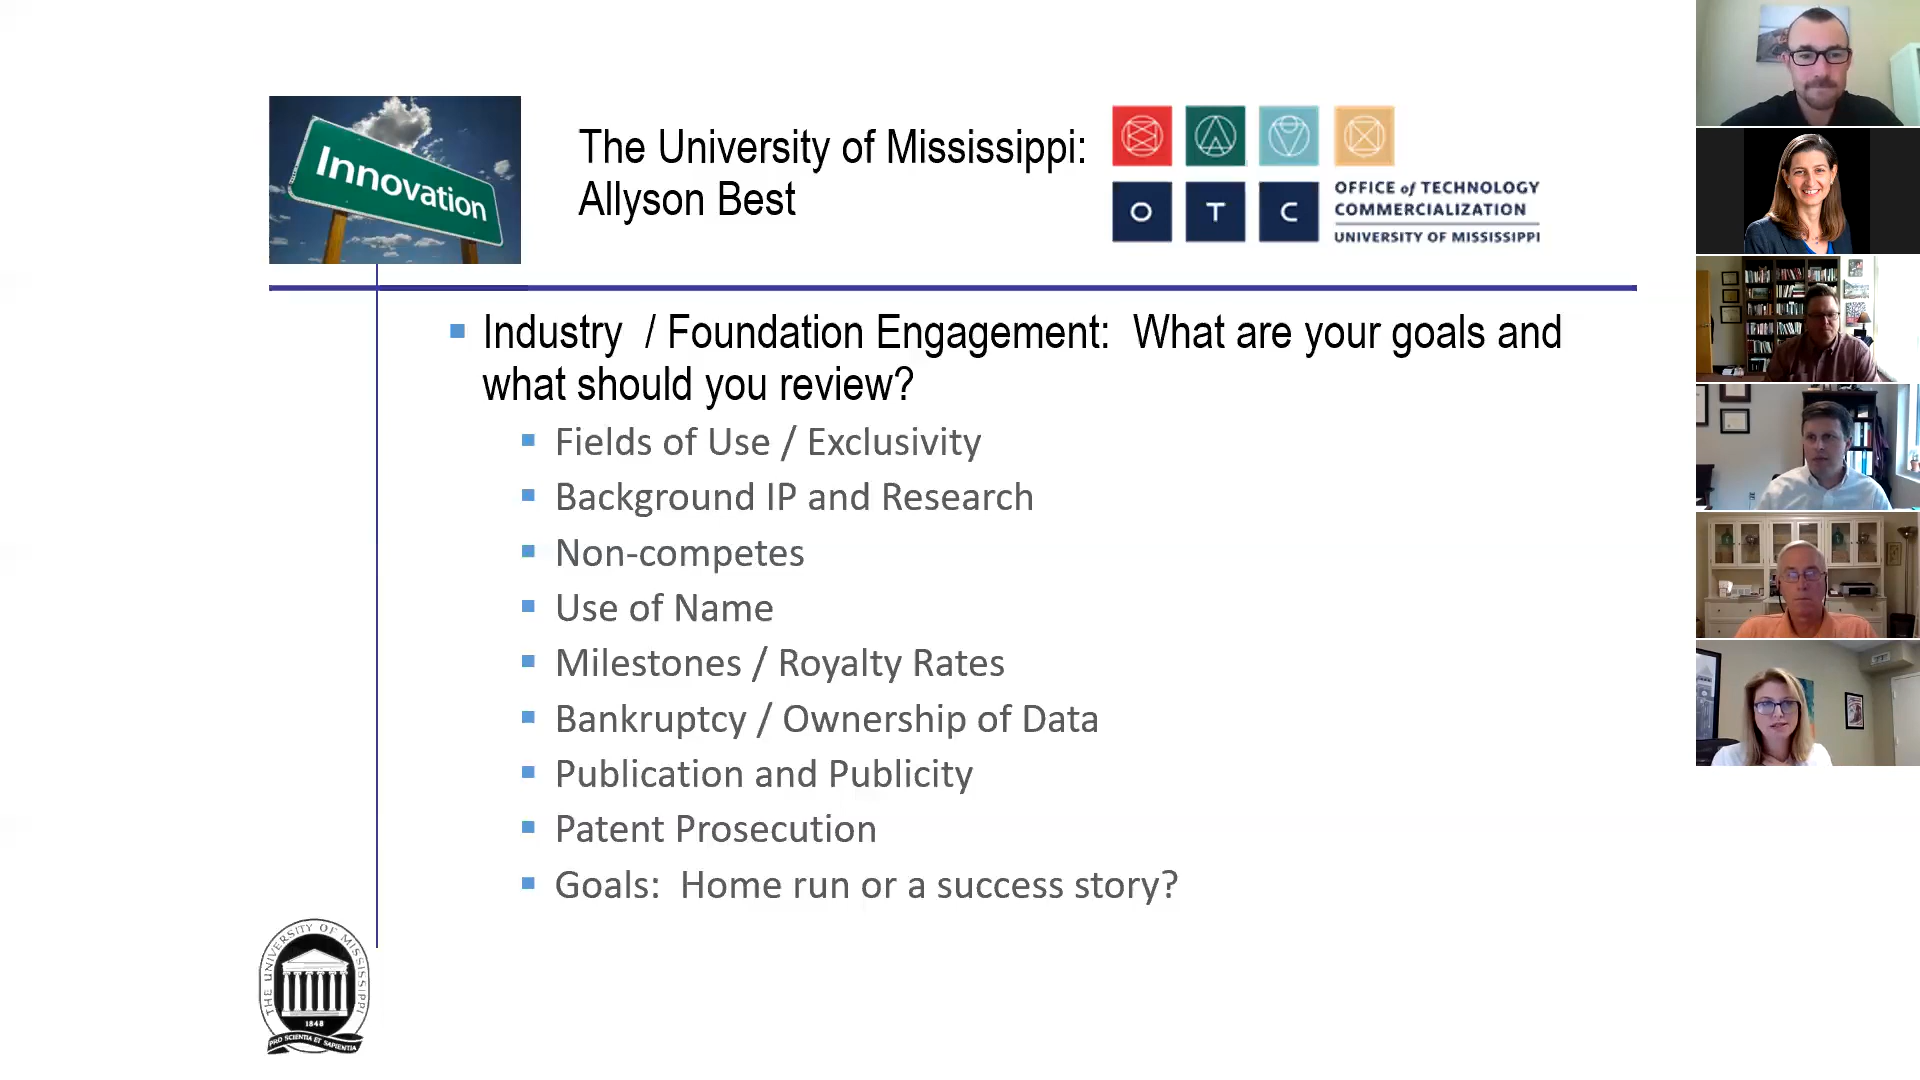 Innovation
The University of Mississippi:
Allyson Best
O T C
OFFICE of TECHNOLOGY
COMMERCIALIZATION
UNIVERSITY OF MISSISSIPPI
Industry / Foundation Engagement: What are your goals and
what should you review?
Fields of Use / Exclusivity
Background IP and Research
Non-competes
Use of Name
Milestones / Royalty Rates
Bankruptcy / Ownership of Data
Publication and Publicity
Patent Prosecution
Goals: Home run or a success story?
THE UNIVERSITY OF MISSISSIPPI
1848
PRO SCIENTIA ET SAPIENTIA